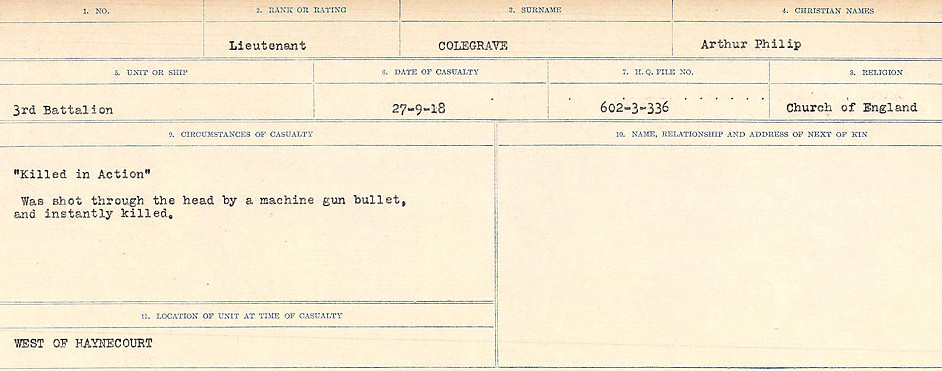 1. NO.
2. RANK OR RATING
3. SURNAME
4. CHRISTIAN NAMES
Lieutenant
COLEGRAVE
Arthur Philip
5. UNIT OR SHIP
6. DATE OF CASUALTY
7. H.Q. FILE NO.
8. RELIGION
3rd Battalion
27-9-18
602-3-336
Church of England
9. CIRCUMSTANCES OF CASUALTY
10. NAME, RELATIONSHIP AND ADDRESS OF NEXT OF KIN
"Killed in Action"
Was shot through the head by a machine gun bullet,
and instantly killed.
11. LOCATION OF UNIT AT TIME OF CASUALTY
WEST OF HAYNECOURT